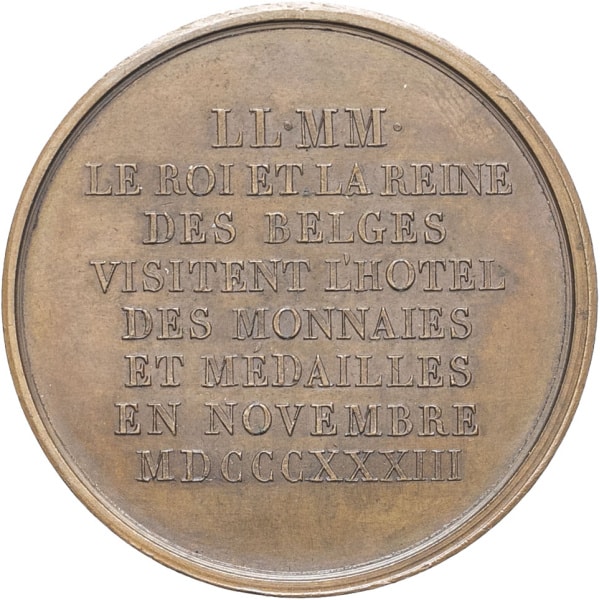 LL·MM·
LE ROI ET LA REINE
DES BELGES
VISITENT L'HOTEL
DES MONNAIES
ET MÉDAILLES
EN NOVEMBRE
MDCCCXXXIII